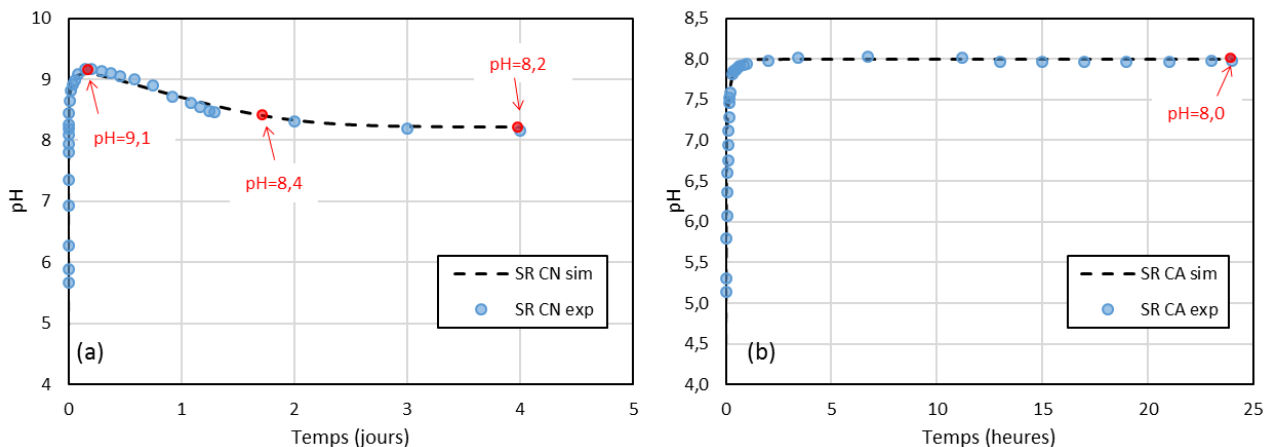 10
9
8
7
6
5
4
pH
0
1
2
3
4
5
Temps (jours)
pH=9,1
pH=8,4
pH=8,2
SR CN sim
SR CN exp
(a)
8,5
8,0
7,5
7,0
6,5
6,0
5,5
5,0
4,5
4,0
pH
0
5
10
15
20
25
Temps (heures)
pH=8,0
SR CA sim
SR CA exp
(b)